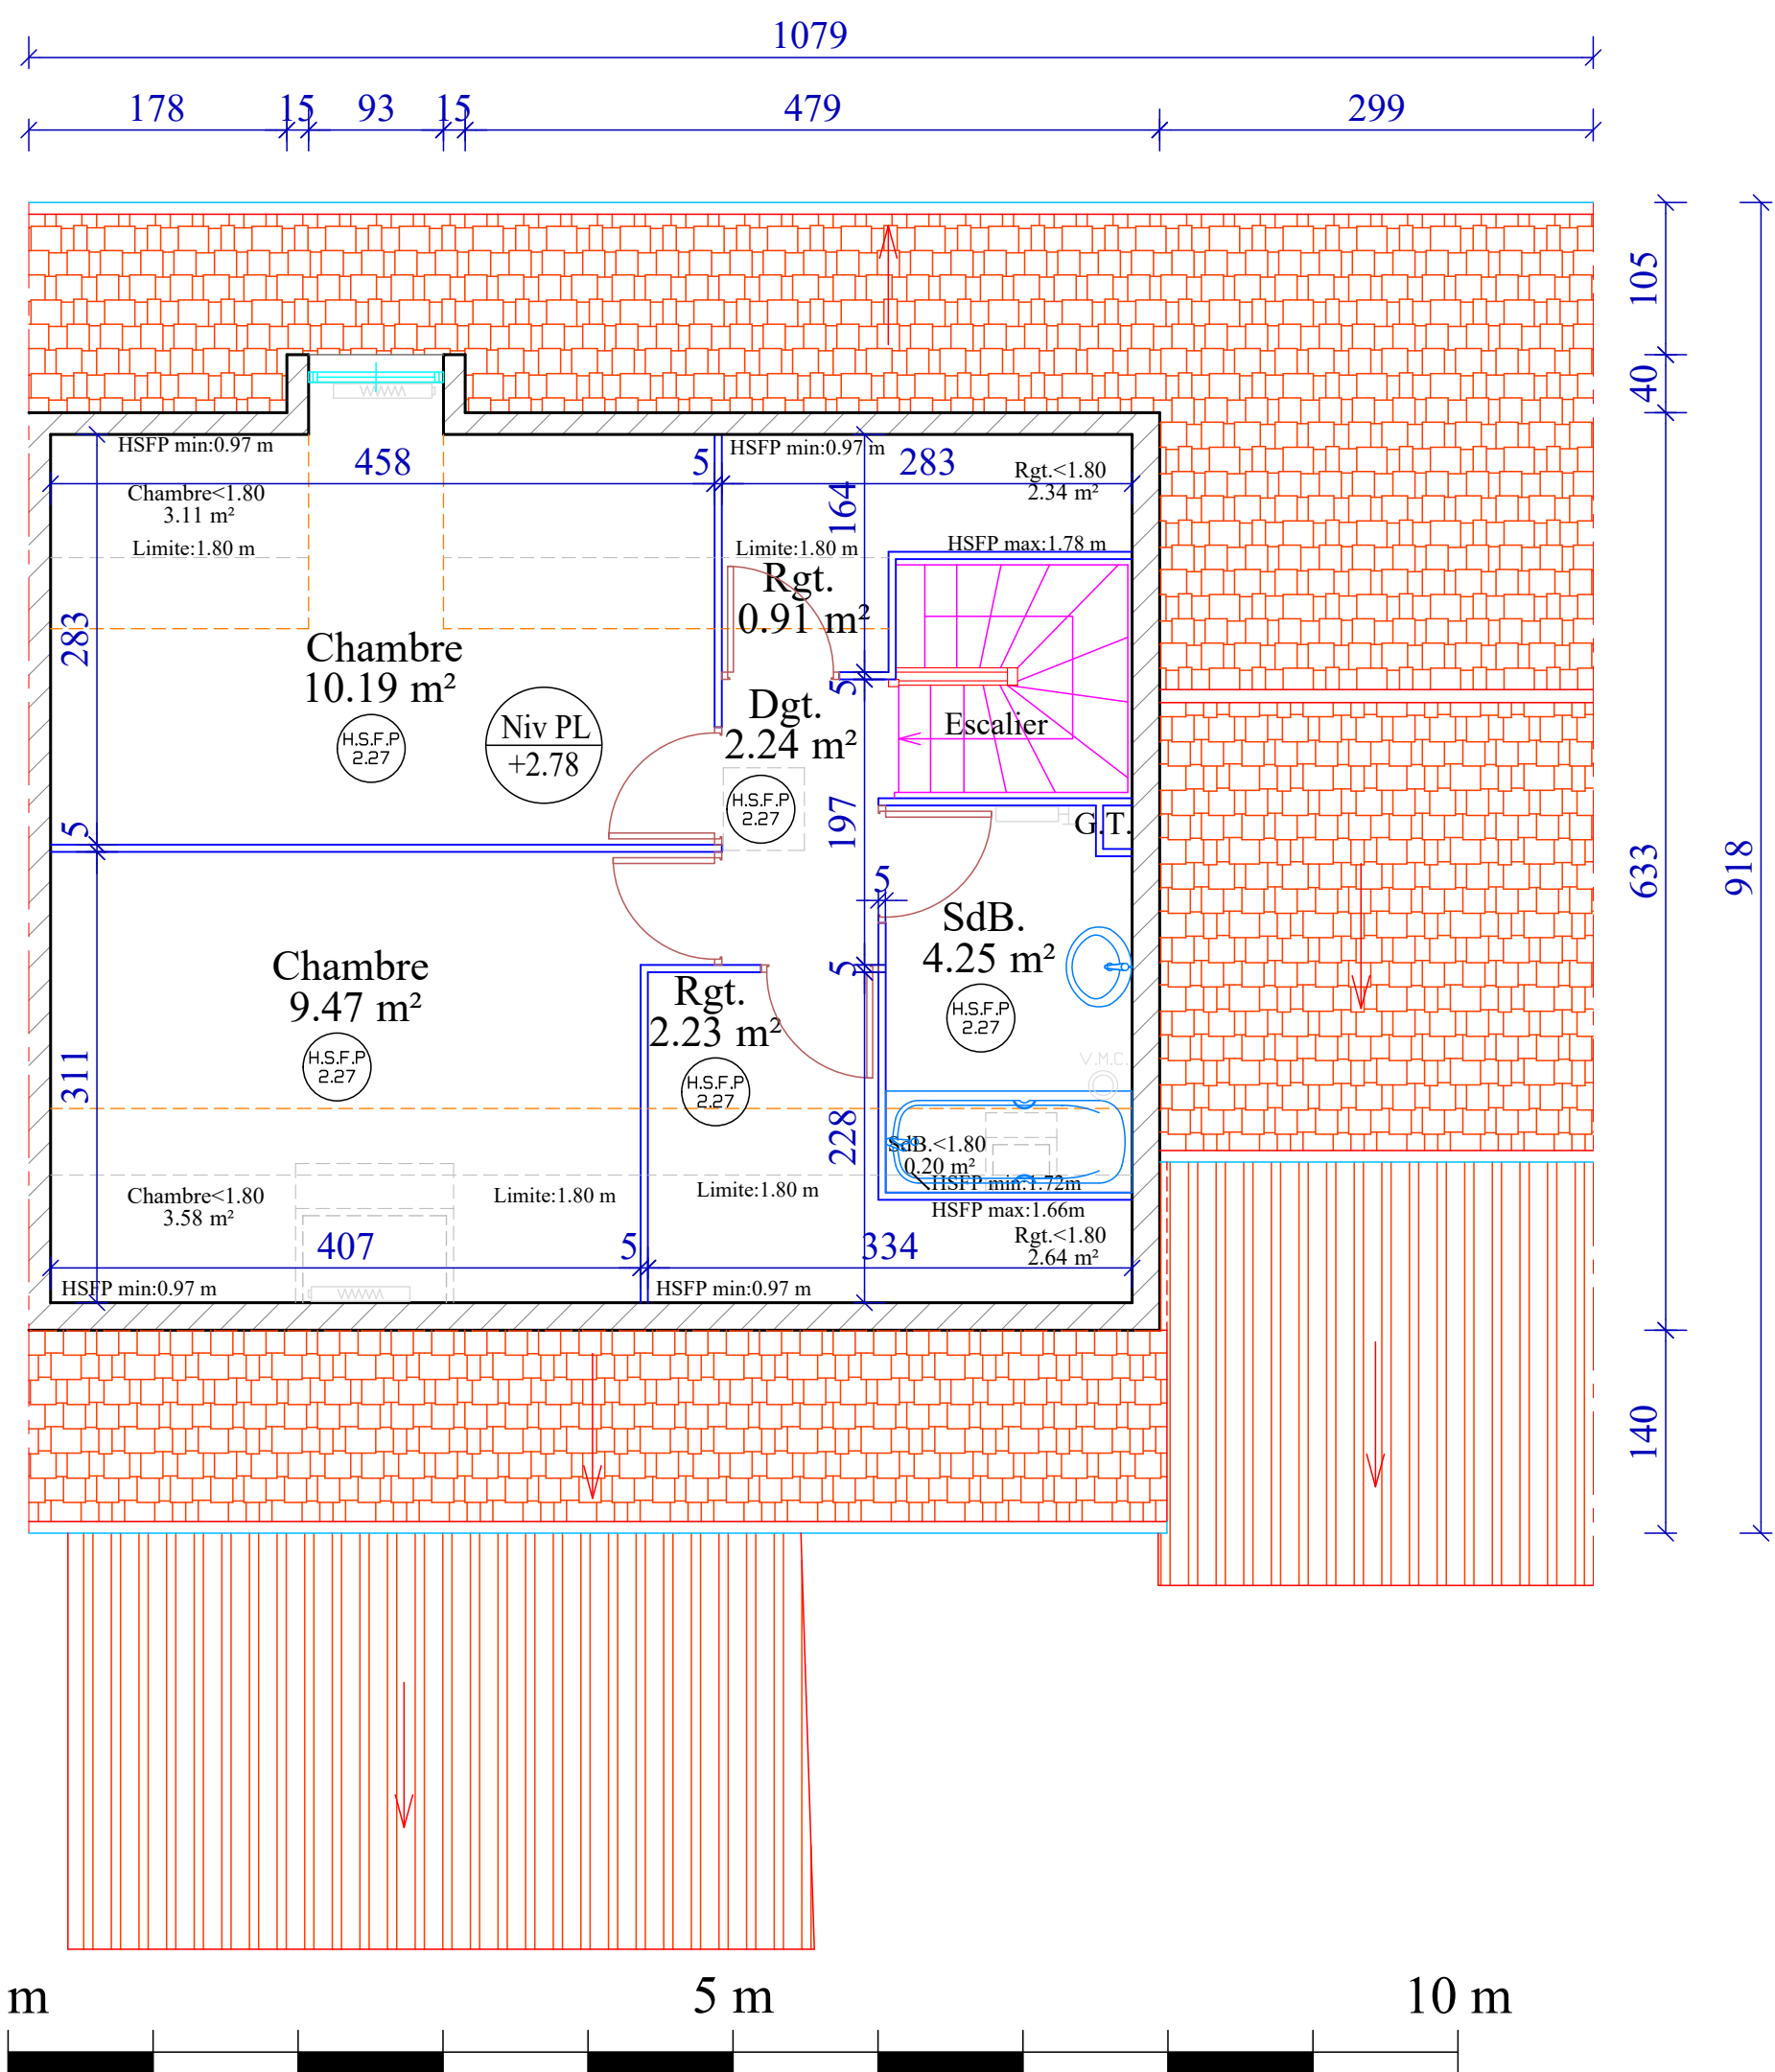 1079
178
15
93
15
479
299
105
40
633
918
140
HSFP min:0.97 m
458
5
HSFP min:0.97 m
283
Rgt.<1.80
2.34 m²
Chambre<1.80
3.11 m²
164
Limite:1.80 m
Limite:1.80 m
HSFP max:1.78 m
Rgt.
0.91 m²
283
Chambre
10.19 m²
H.S.F.P
2.27
Niv PL
+2.78
5
Dgt.
2.24 m²
H.S.F.P
2.27
Escalier
5
197
G.T.
5
SdB.
4.25 m²
H.S.F.P
2.27
Chambre
9.47 m²
H.S.F.P
2.27
5
Rgt.
2.23 m²
H.S.F.P
2.27
V.M.C.
311
228
SdB.<1.80
0.20 m²
HSFP min:1.72m
Chambre<1.80
3.58 m²
Limite:1.80 m
Limite:1.80 m
HSFP max:1.66m
Rgt.<1.80
2.64 m²
407
5
334
HSFP min:0.97 m
HSFP min:0.97 m
m
5 m
10 m